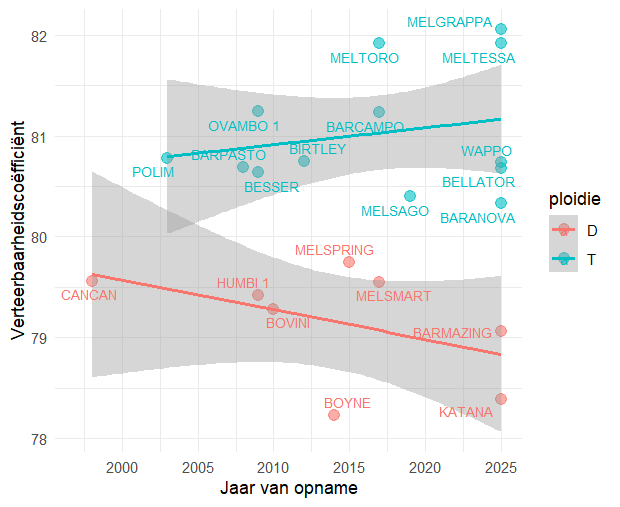 82
81
80
79
78
Verteerbaarheidscoëfficiënt
MELGRAPPA
MELTORO
MELTESSA
OVAMBO 1
BARCAMPO
BARPASTO
BIRTLEY
WAPPO
POLIM
BESSER
BELLATOR
MELSAGO
BARANOVA
MELSPRING
HUMBI 1
CANCAN
MELSMART
BOVINI
BARMAZING
BOYNE
KATANA
2000
2005
2010
2015
2020
2025
Jaar van opname
ploidie
D
T